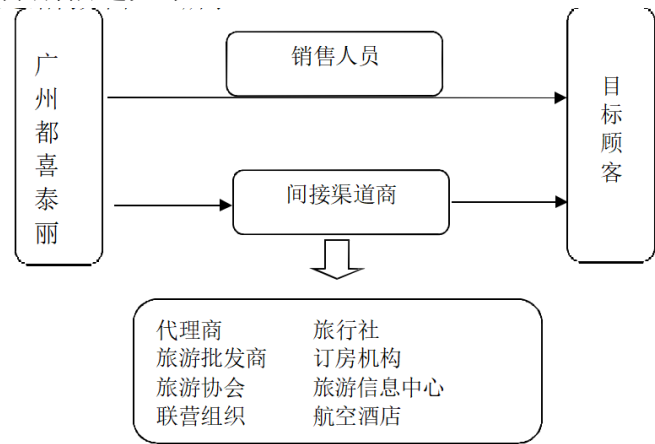 广州都喜泰丽
销售人员
目标顾客
间接渠道商
代理商 旅行社
旅游批发商 订房机构
旅游协会 旅游信息中心
联营组织 航空酒店